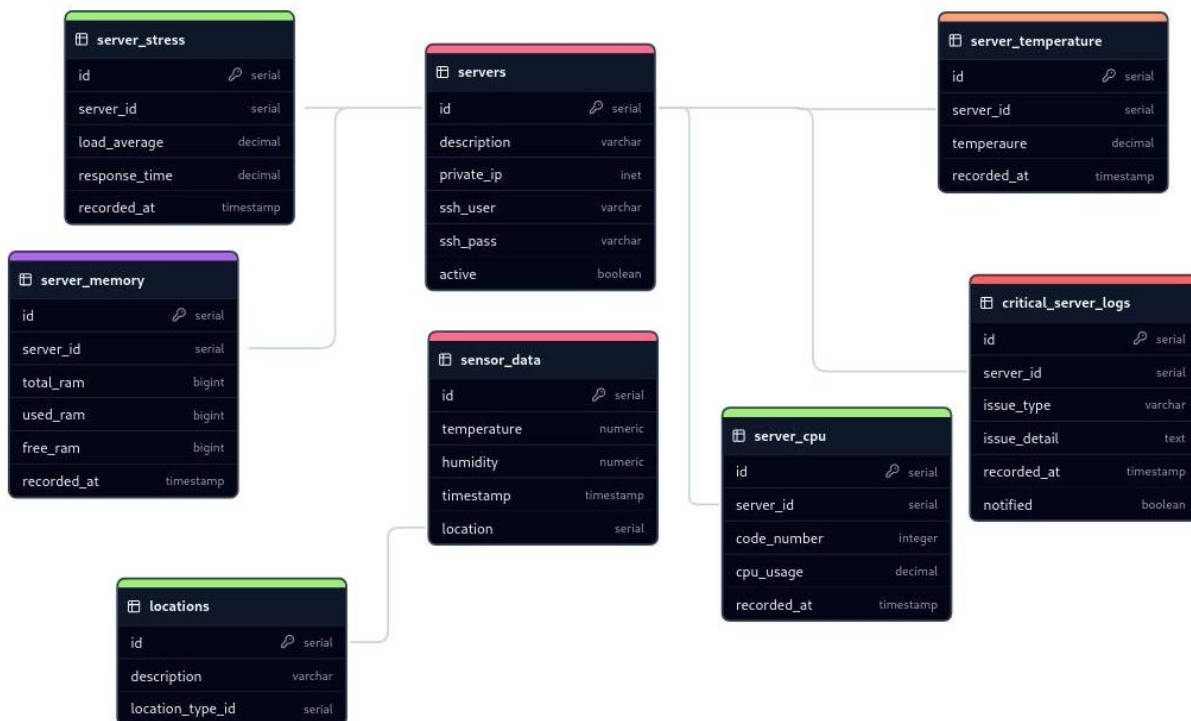 server_stress
id serial
server_id serial
load_average decimal
response_time decimal
recorded_at timestamp
servers
id serial
description varchar
private_ip inet
ssh_user varchar
ssh_pass varchar
active boolean
server_temperature
id serial
server_id serial
temperaure decimal
recorded_at timestamp
server_memory
id serial
server_id serial
total_ram bigint
used_ram bigint
free_ram bigint
recorded_at timestamp
sensor_data
id serial
temperature numeric
humidity numeric
timestamp timestamp
location serial
critical_server_logs
id serial
server_id serial
issue_type varchar
issue_detail text
recorded_at timestamp
notified boolean
server_cpu
id serial
server_id serial
code_number integer
cpu_usage decimal
recorded_at timestamp
locations
id serial
description varchar
location_type_id serial